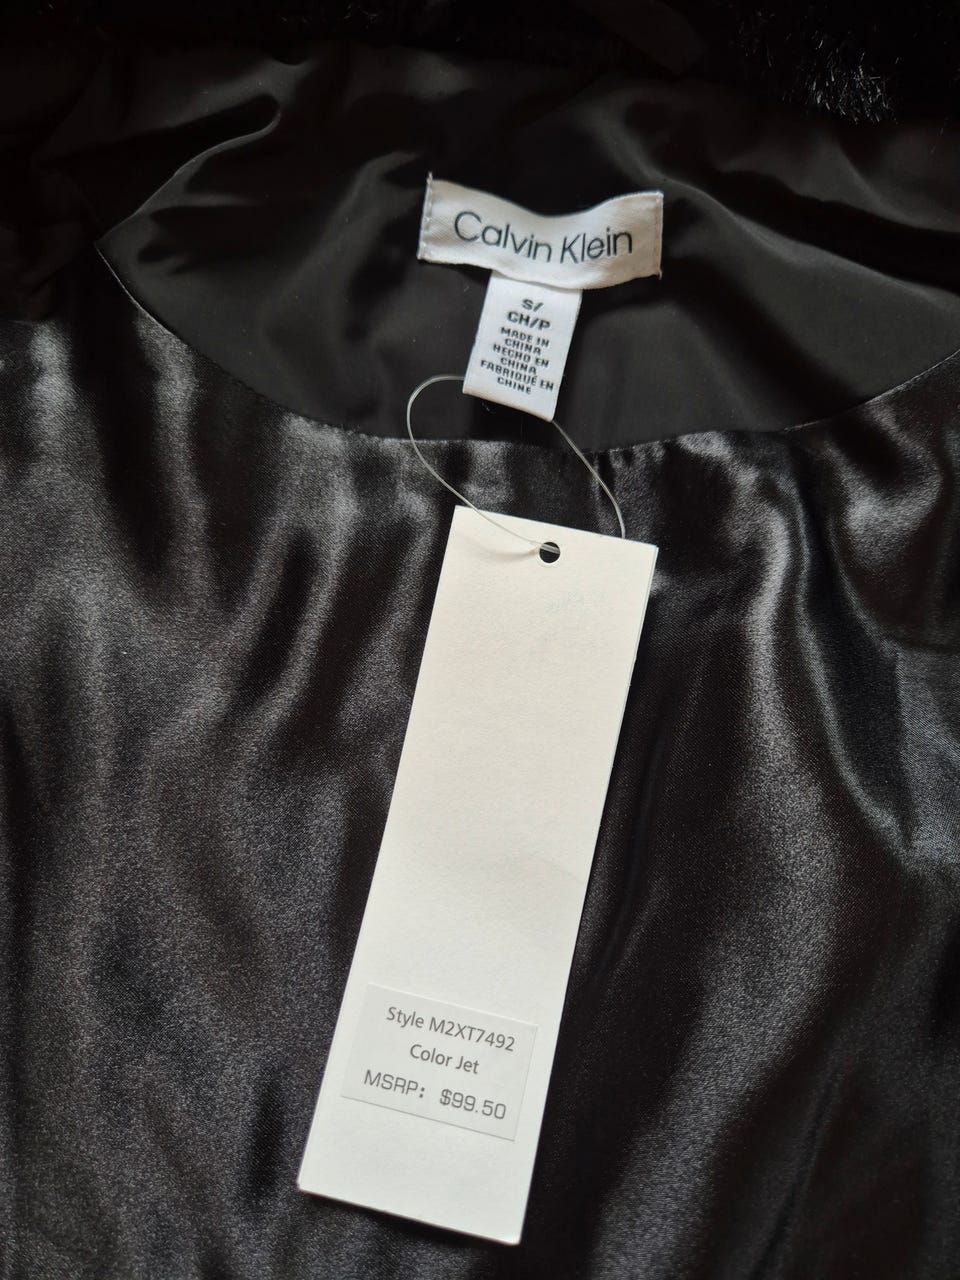 Calvin Klein
S/
CH/P
MADE IN
CHINA
HECHO EN
CHINA
FABRIQUÉ EN
CHINE
Style M2XT7492
Color Jet
MSRP: $99.50